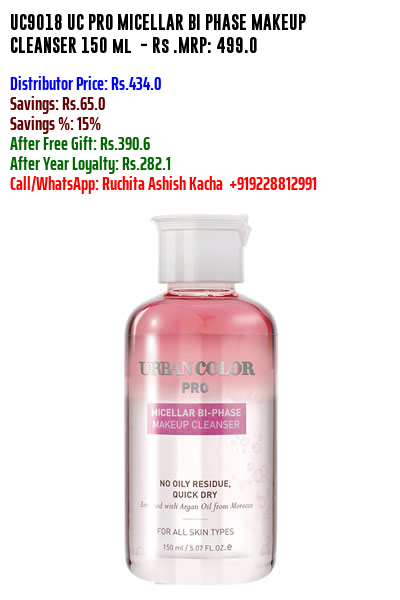 UC9018 UC PRO MICELLAR BI PHASE MAKEUP
CLEANSER 150 ML - RS .MRP: 499.0
Distributor Price: Rs.434.0
Savings: Rs.65.0
Savings %: 15%
After Free Gift: Rs.390.6
After Year Loyalty: Rs.282.1
Call/WhatsApp: Ruchita Ashish Kacha +919228812991
URBAN COLOR
PRO
MICELLAR BI-PHASE
MAKEUP CLEANSER
NO OILY RESIDUE,
QUICK DRY
Enriched with Argan Oil from Morocco
FOR ALL SKIN TYPES
150 ml / 5.07 FL.OZ.e